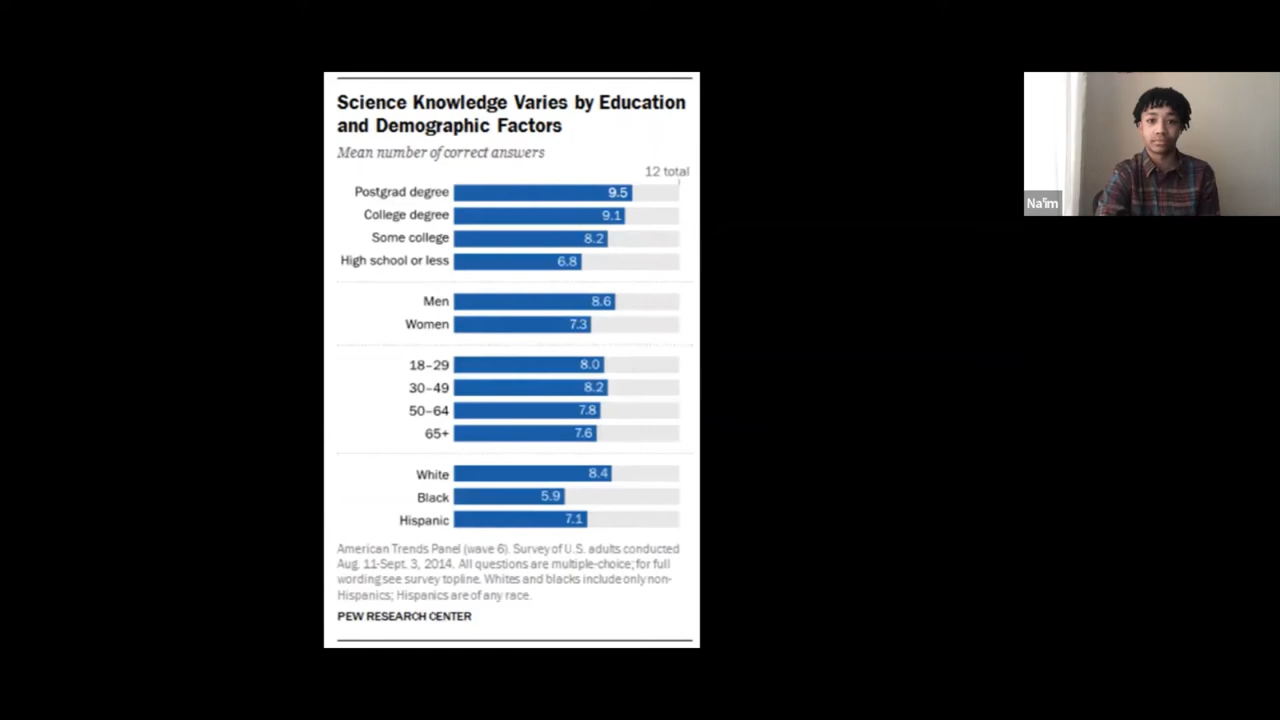 Science Knowledge Varies by Education
and Demographic Factors
Mean number of correct answers
12 total
Postgrad degree 9.5
College degree 9.1
Some college 8.2
High school or less 6.8
Men 8.6
Women 7.3
18–29 8.0
30–49 8.2
50–64 7.8
65+ 7.6
White 8.4
Black 5.9
Hispanic 7.1
American Trends Panel (wave 6). Survey of U.S. adults conducted
Aug. 11-Sept. 3, 2014. All questions are multiple-choice; for full
wording see survey topline. Whites and blacks include only non-
Hispanics; Hispanics are of any race.
PEW RESEARCH CENTER
Na'im